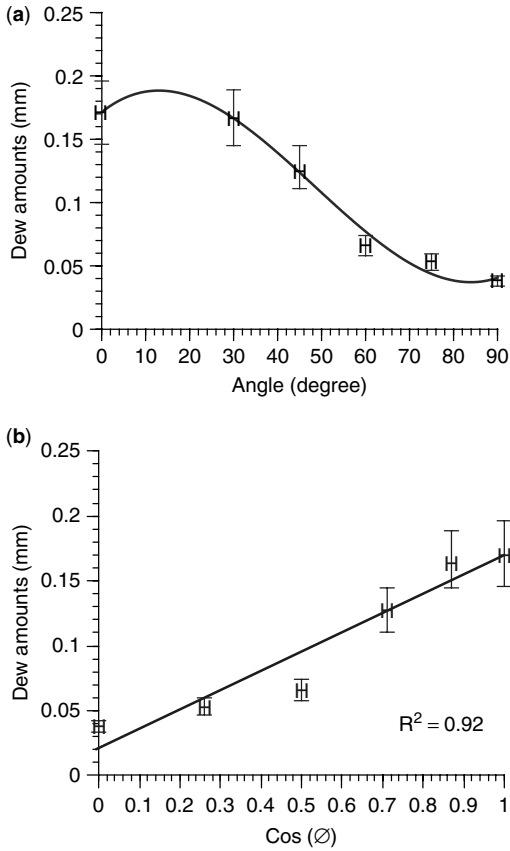 (a)
0.25
0.2
0.15
0.1
0.05
0
Dew amounts (mm)
0 10 20 30 40 50 60 70 80 90
Angle (degree)
(b)
0.25
0.2
0.15
0.1
0.05
0
Dew amounts (mm)
R² = 0.92
0 0.1 0.2 0.3 0.4 0.5 0.6 0.7 0.8 0.9 1
Cos (∅)